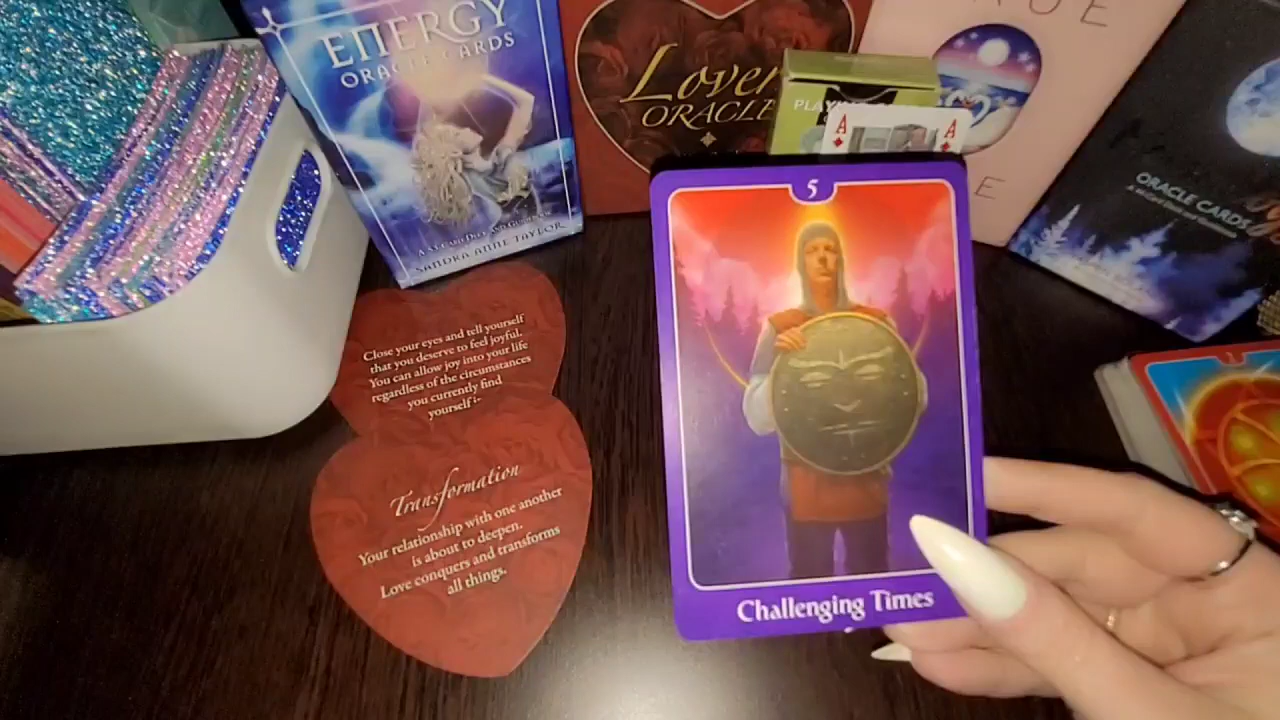 ENERGY
ORACLE CARDS
SANDRA ANNE TAYLOR
Lover
ORACLE
A
A
E
ORACLE CARDS
Close your eyes and tell yourself
that you deserve to feel joyful.
You can allow joy into your life
regardless of the circumstances
you currently find
yourself i
Transformation
Your relationship with one another
is about to deepen.
Love conquers and transforms
all things.
5
Challenging Times